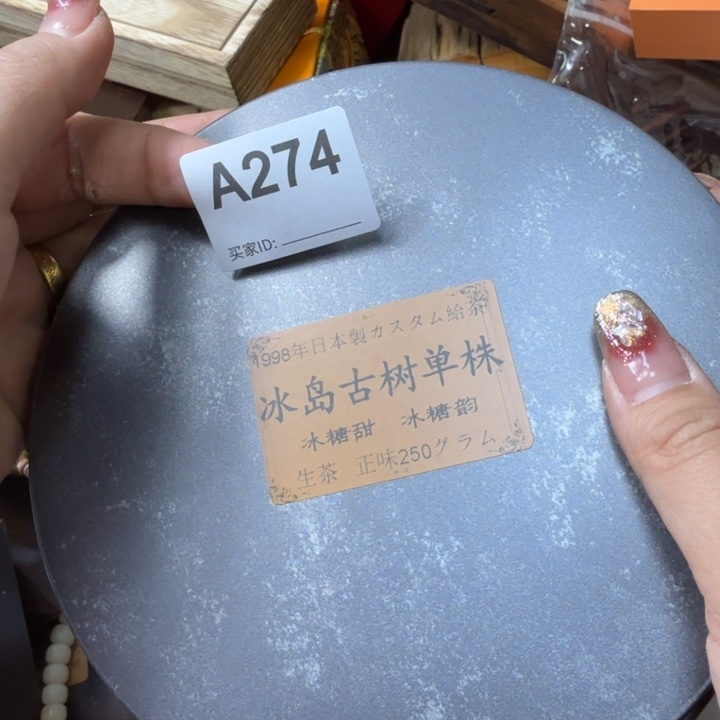 A274
买家ID:
1998年日本製カスタム給茶
冰岛古树单株
冰糖甜 冰糖韵
生茶 正味250グラム